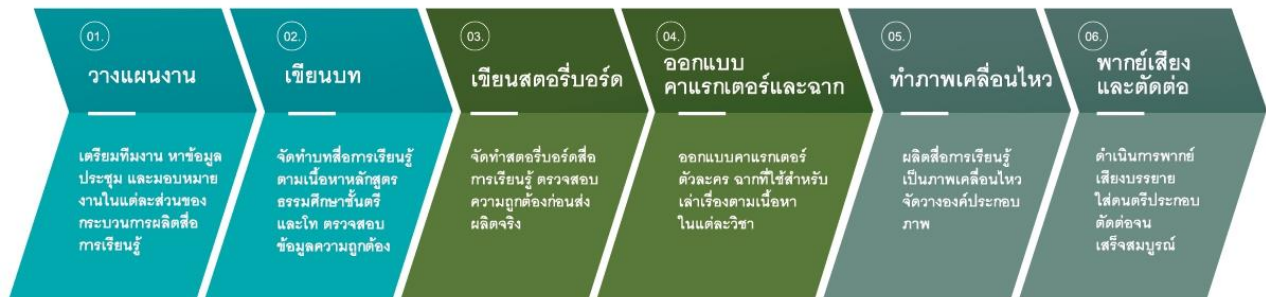 01.
วางแผนงาน
เตรียมทีมงาน หาข้อมูล
ประชุม และมอบหมาย
งานในแต่ละส่วนของ
กระบวนการผลิตสื่อ
การเรียนรู้
02.
เขียนบท
จัดทำบทสื่อการเรียนรู้
ตามเนื้อหาหลักสูตร
ธรรมศึกษาชั้นตรี
และโท ตรวจสอบ
ข้อมูลความถูกต้อง
03.
เขียนสตอรี่บอร์ด
จัดทำสตอรี่บอร์ดสื่อ
การเรียนรู้ ตรวจสอบ
ความถูกต้องก่อนส่ง
ผลิตจริง
04.
ออกแบบ
คาแรกเตอร์และฉาก
ออกแบบคาแรกเตอร์
ตัวละคร ฉากที่ใช้สำหรับ
เล่าเรื่องตามเนื้อหา
ในแต่ละวิชา
05.
ทำภาพเคลื่อนไหว
ผลิตสื่อการเรียนรู้
เป็นภาพเคลื่อนไหว
จัดวางองค์ประกอบ
ภาพ
06.
พากย์เสียง
และตัดต่อ
ดำเนินการพากย์
เสียงบรรยาย
ใส่ดนตรีประกอบ
ตัดต่อจน
เสร็จสมบูรณ์